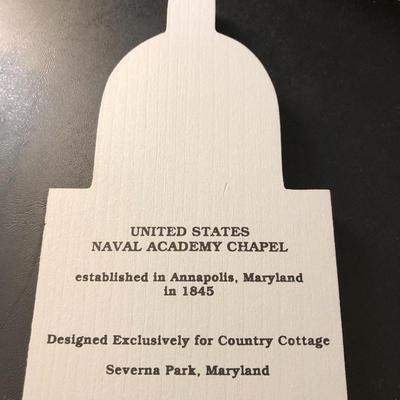 UNITED STATES
NAVAL ACADEMY CHAPEL
established in Annapolis, Maryland
in 1845
Designed Exclusively for Country Cottage
Severna Park, Maryland